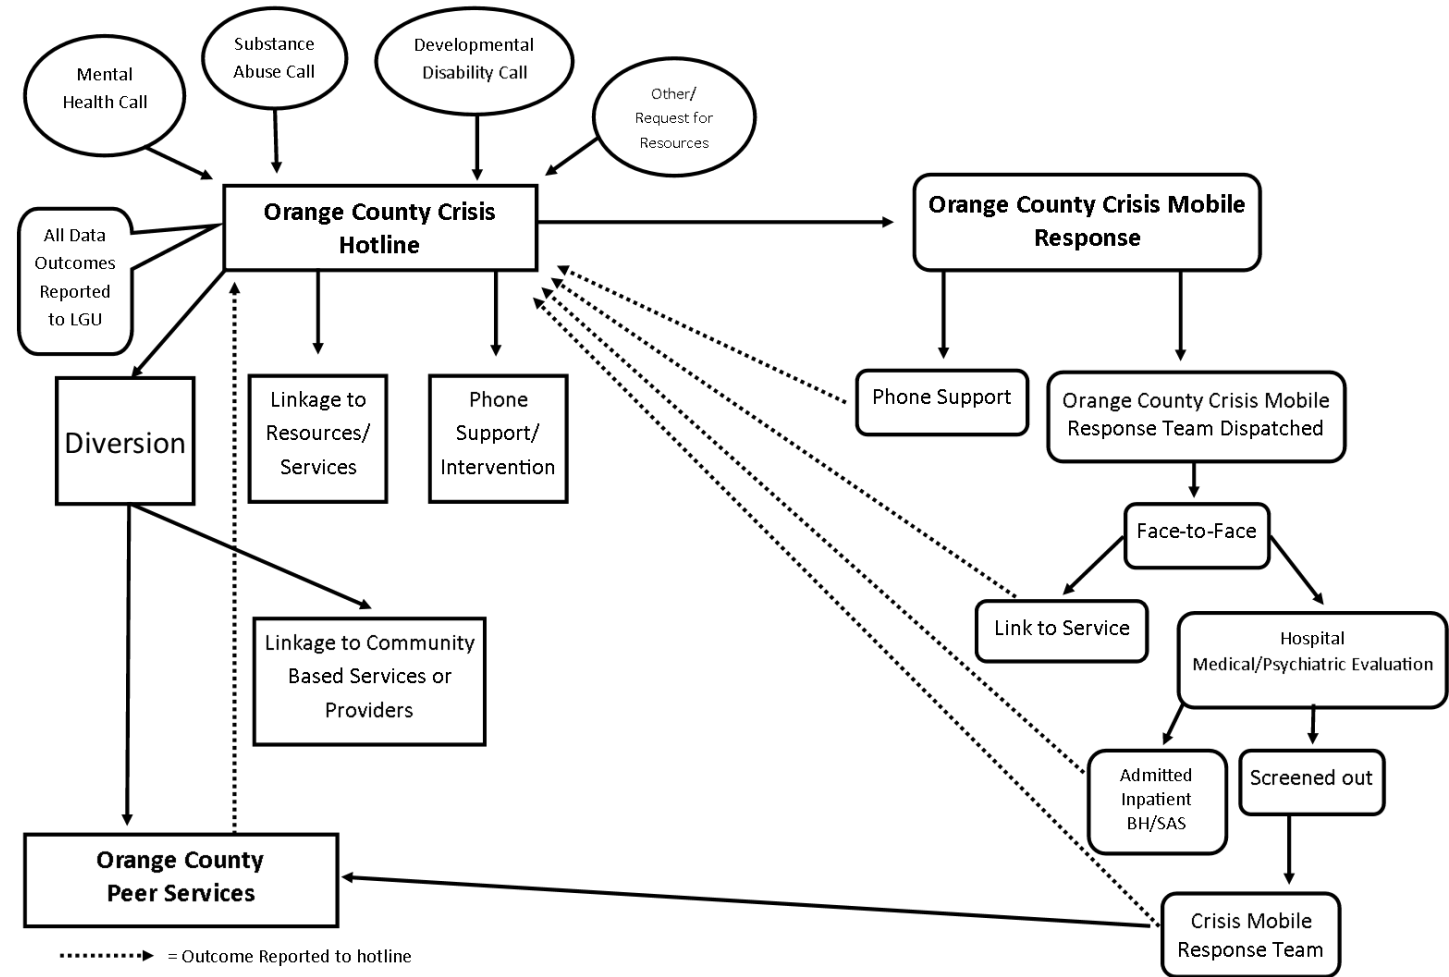 Mental
Health Call
Substance
Abuse Call
Developmental
Disability Call
Other/
Request for
Resources
Orange County Crisis
Hotline
Orange County Crisis Mobile
Response
All Data
Outcomes
Reported
to LGU
Diversion
Linkage to
Resources/
Services
Phone
Support/
Intervention
Phone Support
Orange County Crisis Mobile
Response Team Dispatched
Face-to-Face
Link to Service
Hospital
Medical/Psychiatric Evaluation
Linkage to Community
Based Services or
Providers
Admitted
Inpatient
BH/SAS
Screened out
Orange County
Peer Services
Crisis Mobile
Response Team
= Outcome Reported to hotline